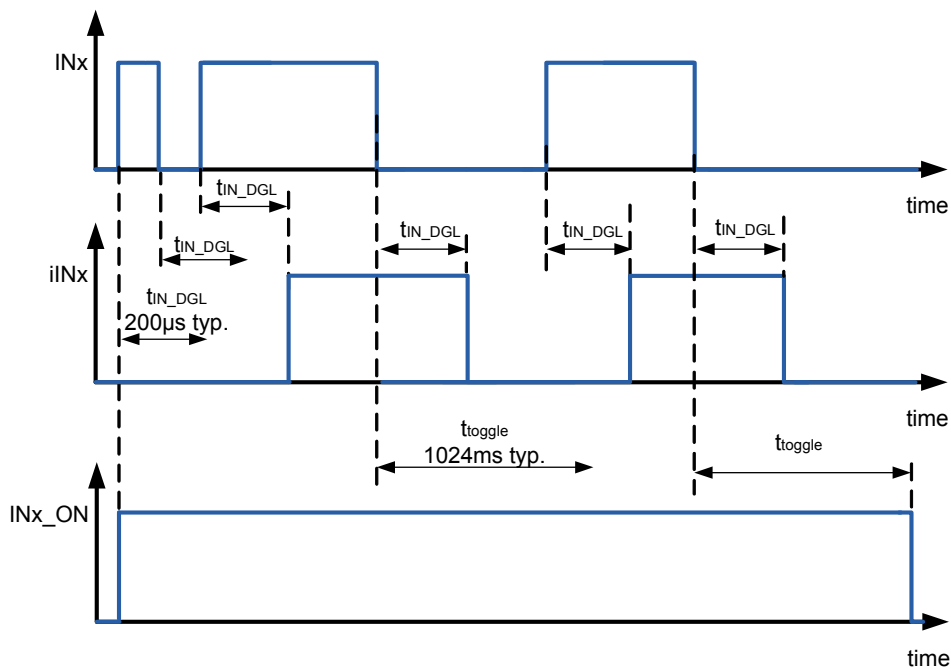 INx
time
tIN_DGL
tIN_DGL
tIN_DGL
200µs typ.
tIN_DGL
tIN_DGL
tIN_DGL
iINx
time
ttoggle
1024ms typ.
ttoggle
INx_ON
time